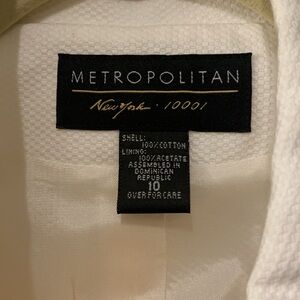 METROPOLITAN
New York · 10001
SHELL:
100%COTTON
LINING:
100%ACETATE
ASSEMBLED IN
DOMINICAN
REPUBLIC
10
OVER FOR CARE